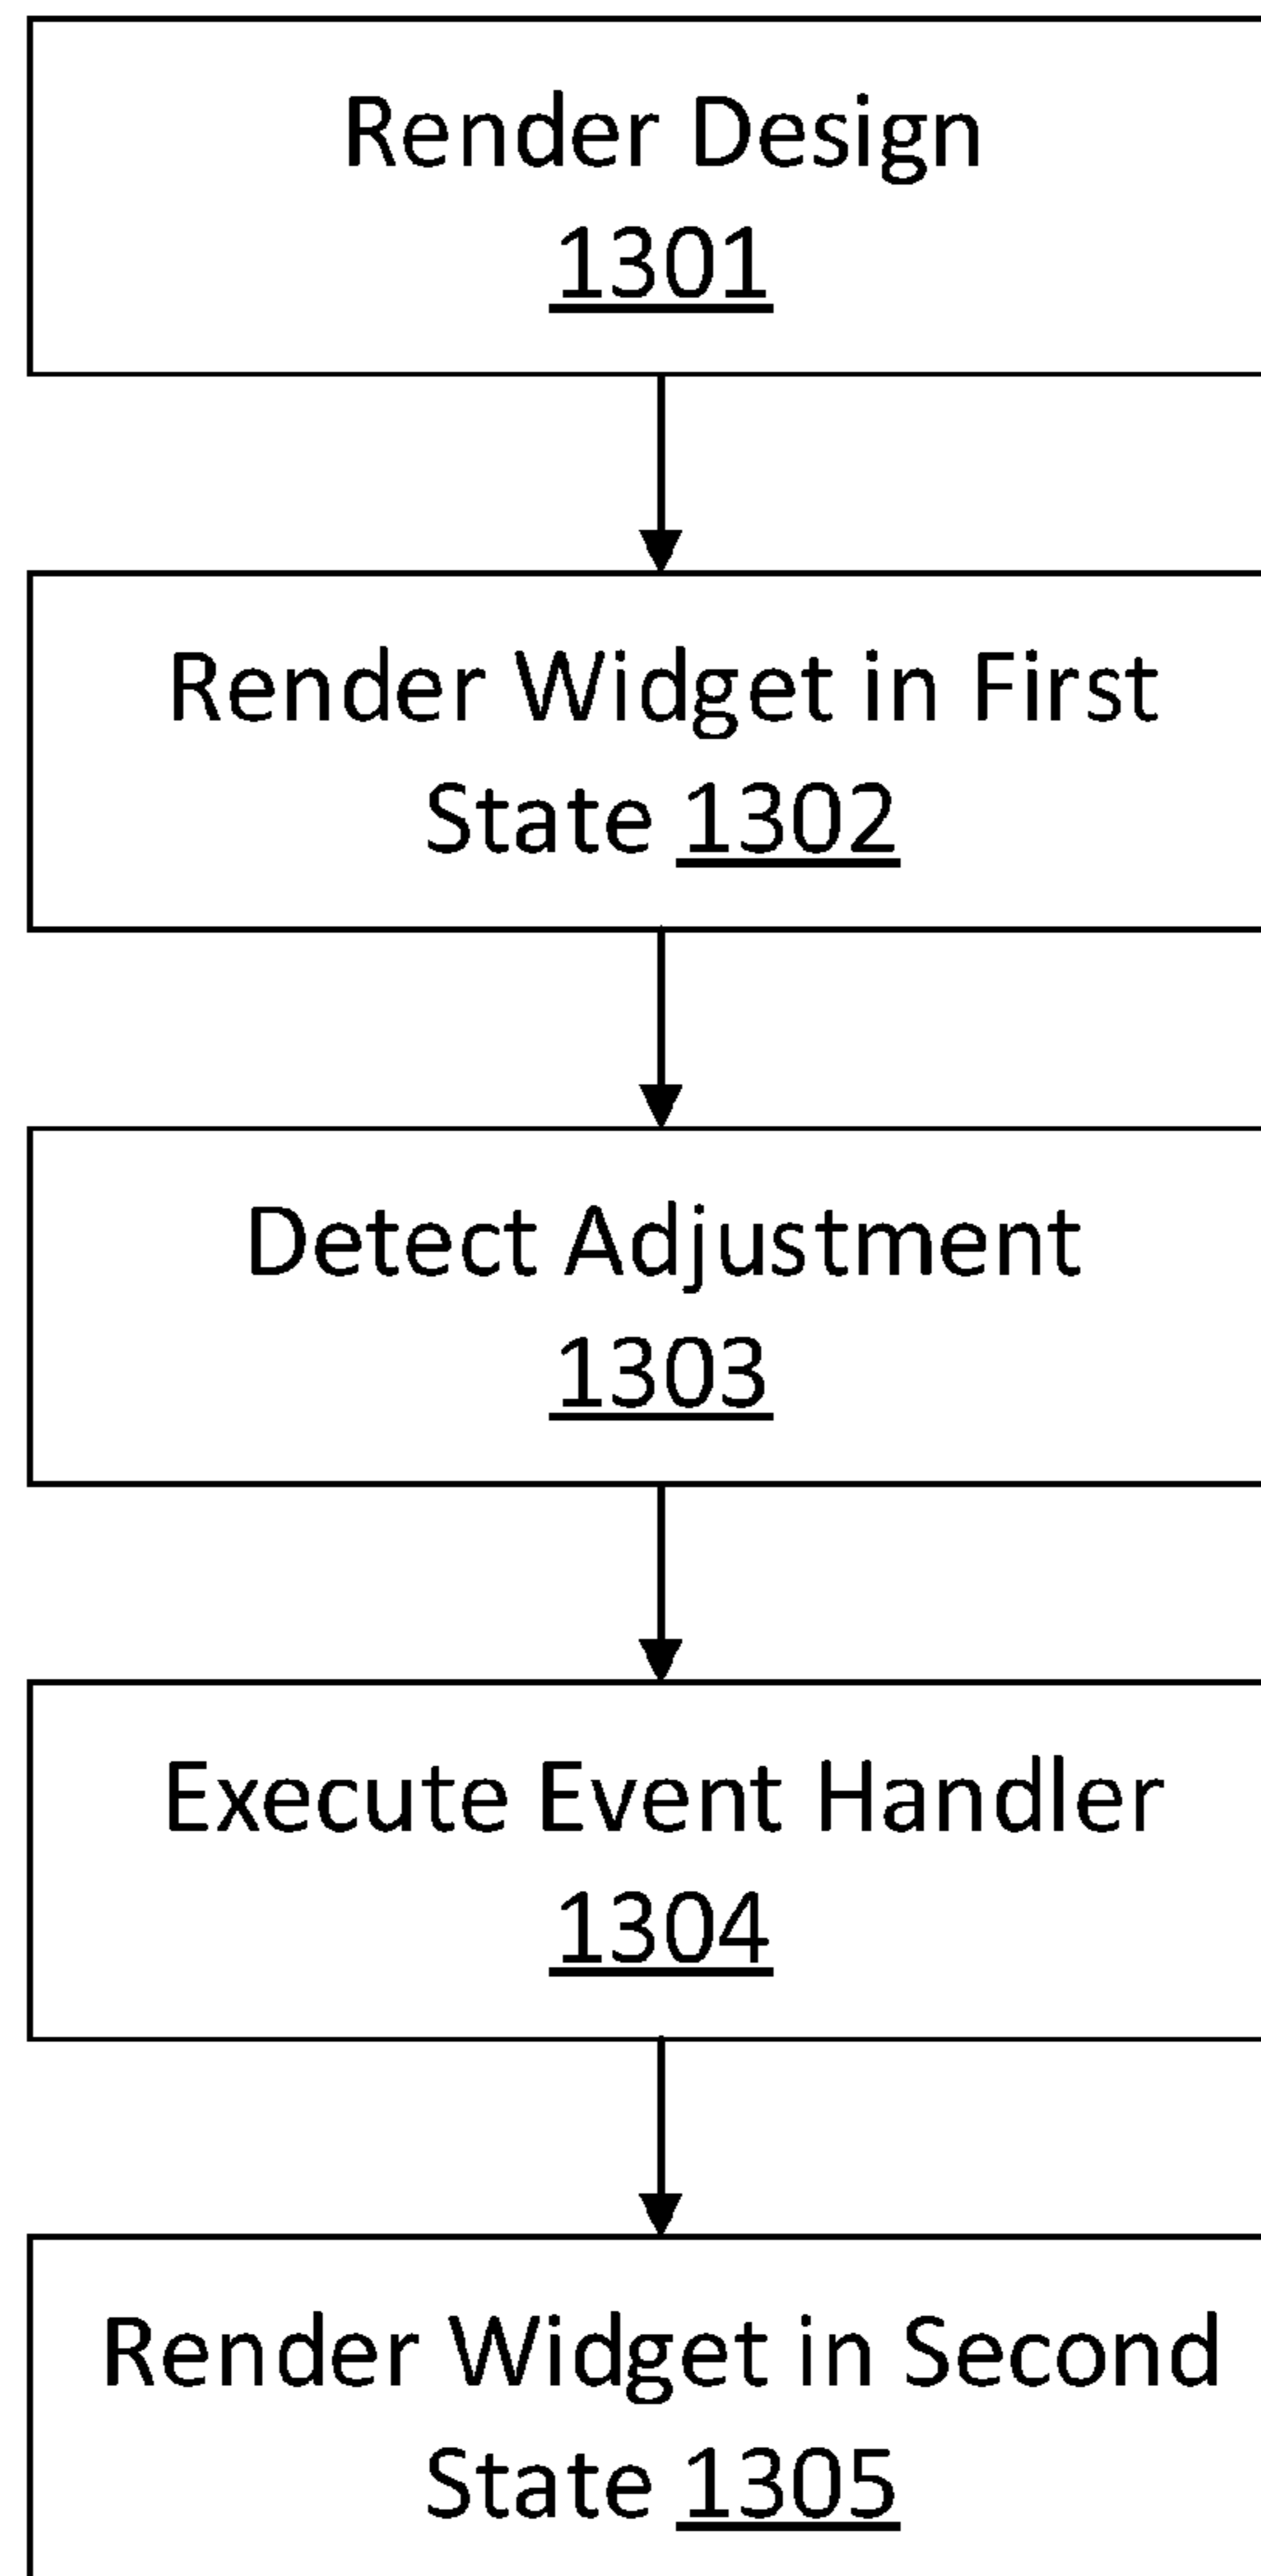 Render Design
1301
Render Widget in First
State 1302
Detect Adjustment
1303
Execute Event Handler
1304
Render Widget in Second
State 1305